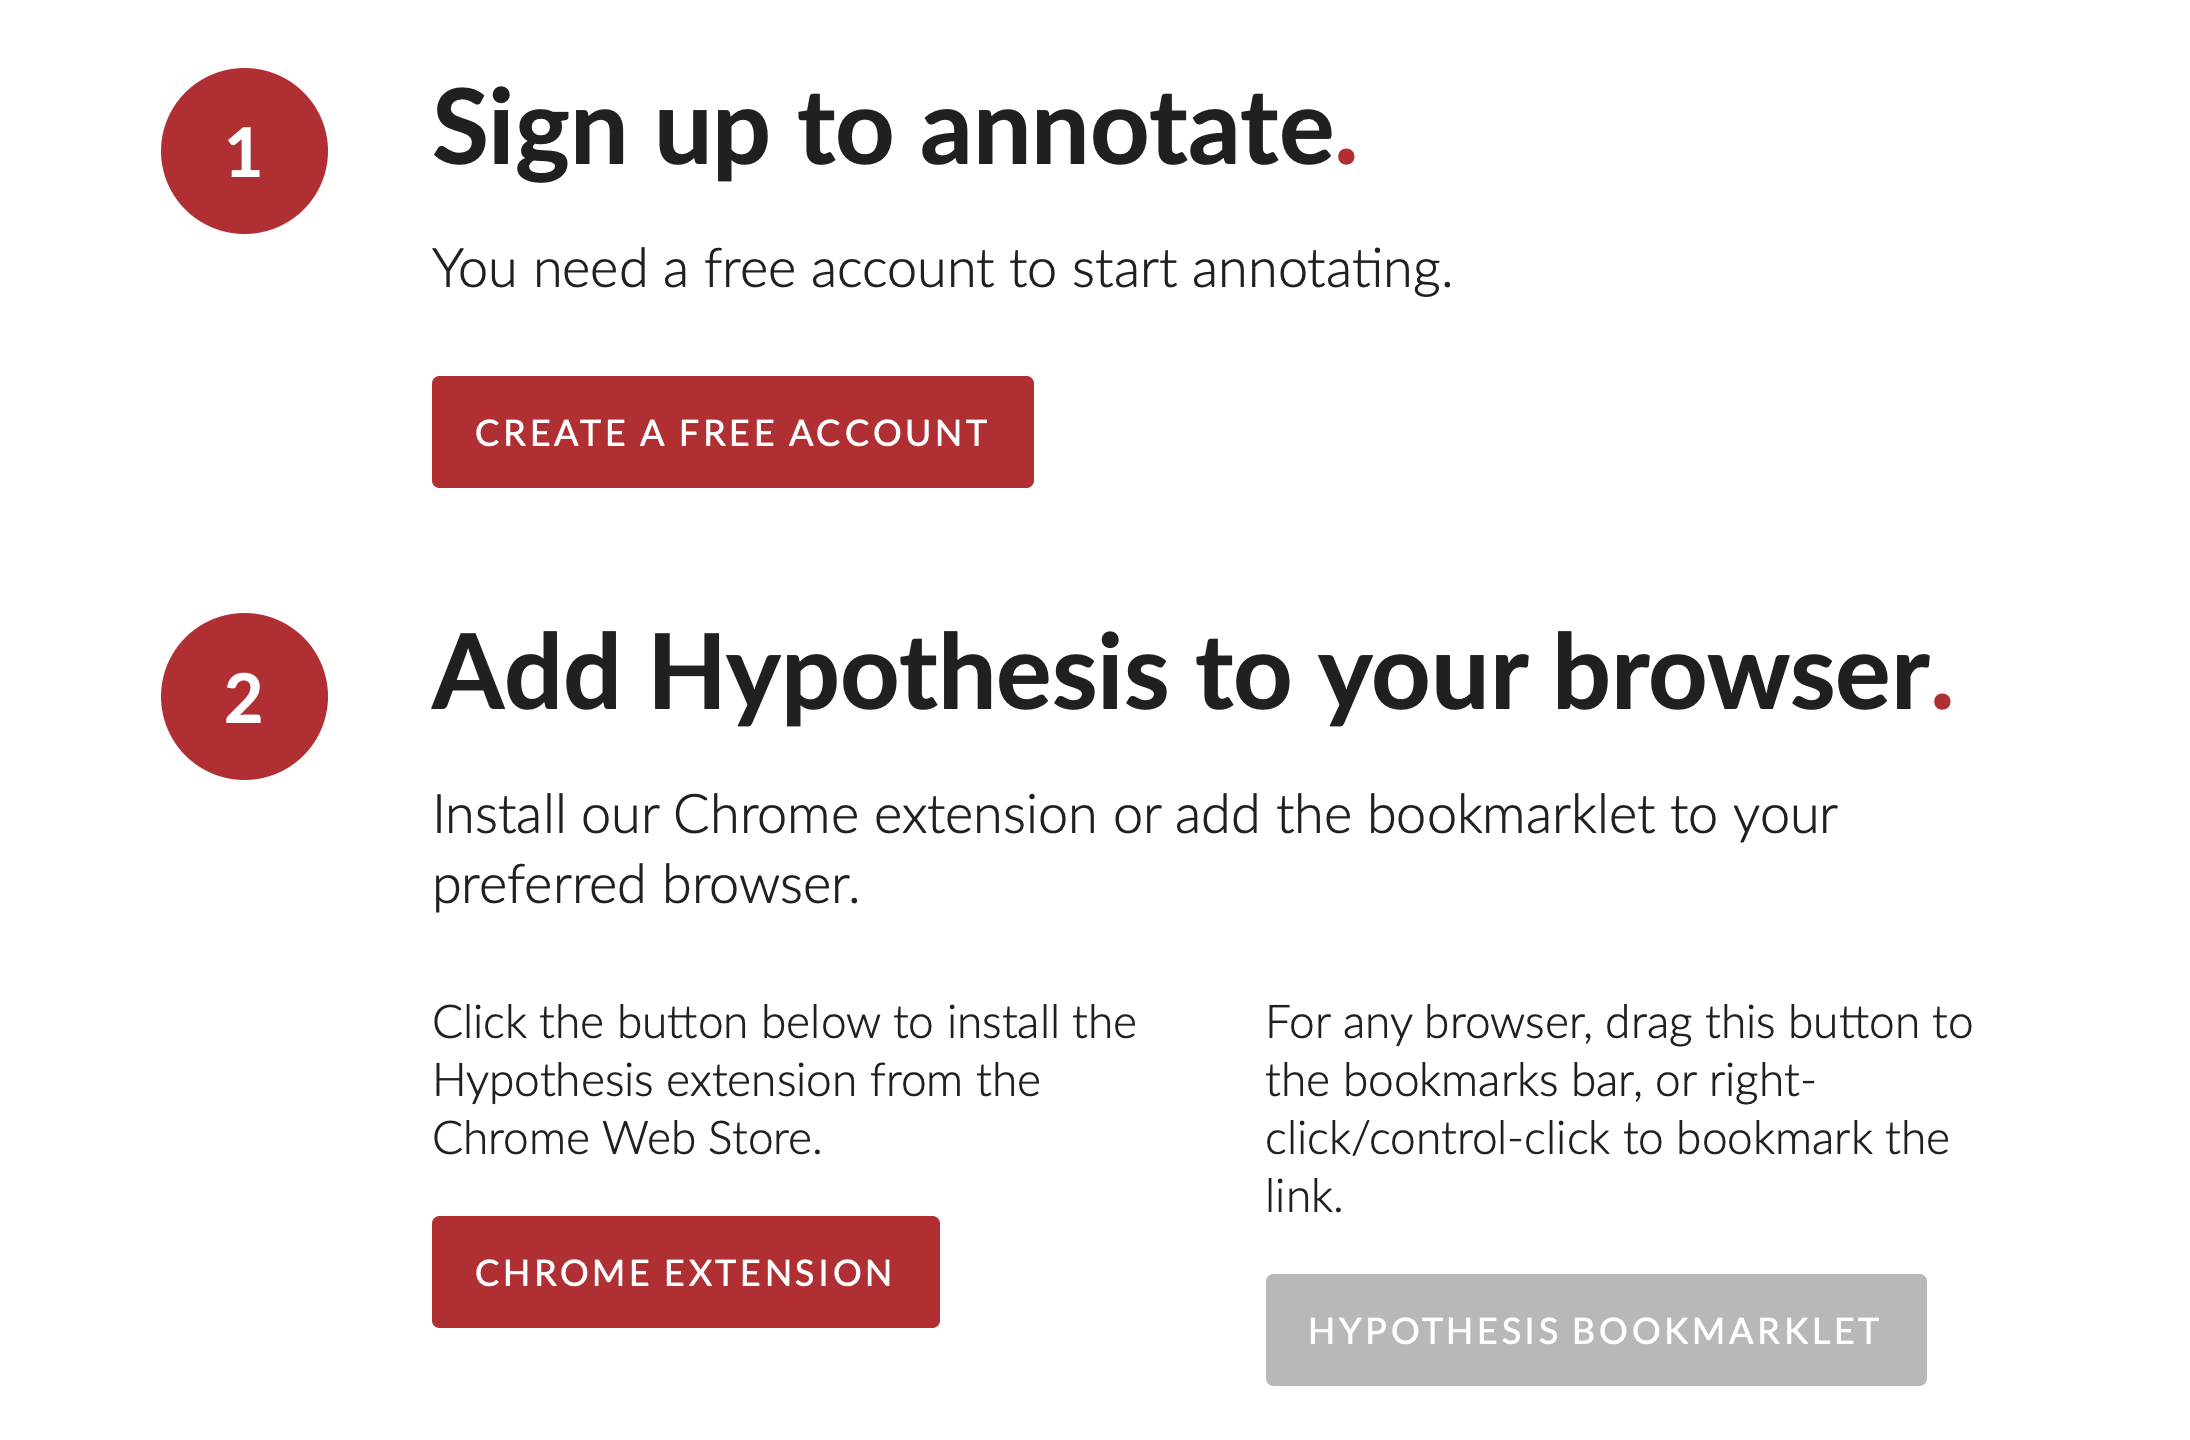 1
Sign up to annotate.
You need a free account to start annotating.
CREATE A FREE ACCOUNT
2
Add Hypothesis to your browser.
Install our Chrome extension or add the bookmarklet to your
preferred browser.
Click the button below to install the
Hypothesis extension from the
Chrome Web Store.
CHROME EXTENSION
For any browser, drag this button to
the bookmarks bar, or right-
click/control-click to bookmark the
link.
HYPOTHESIS BOOKMARKLET